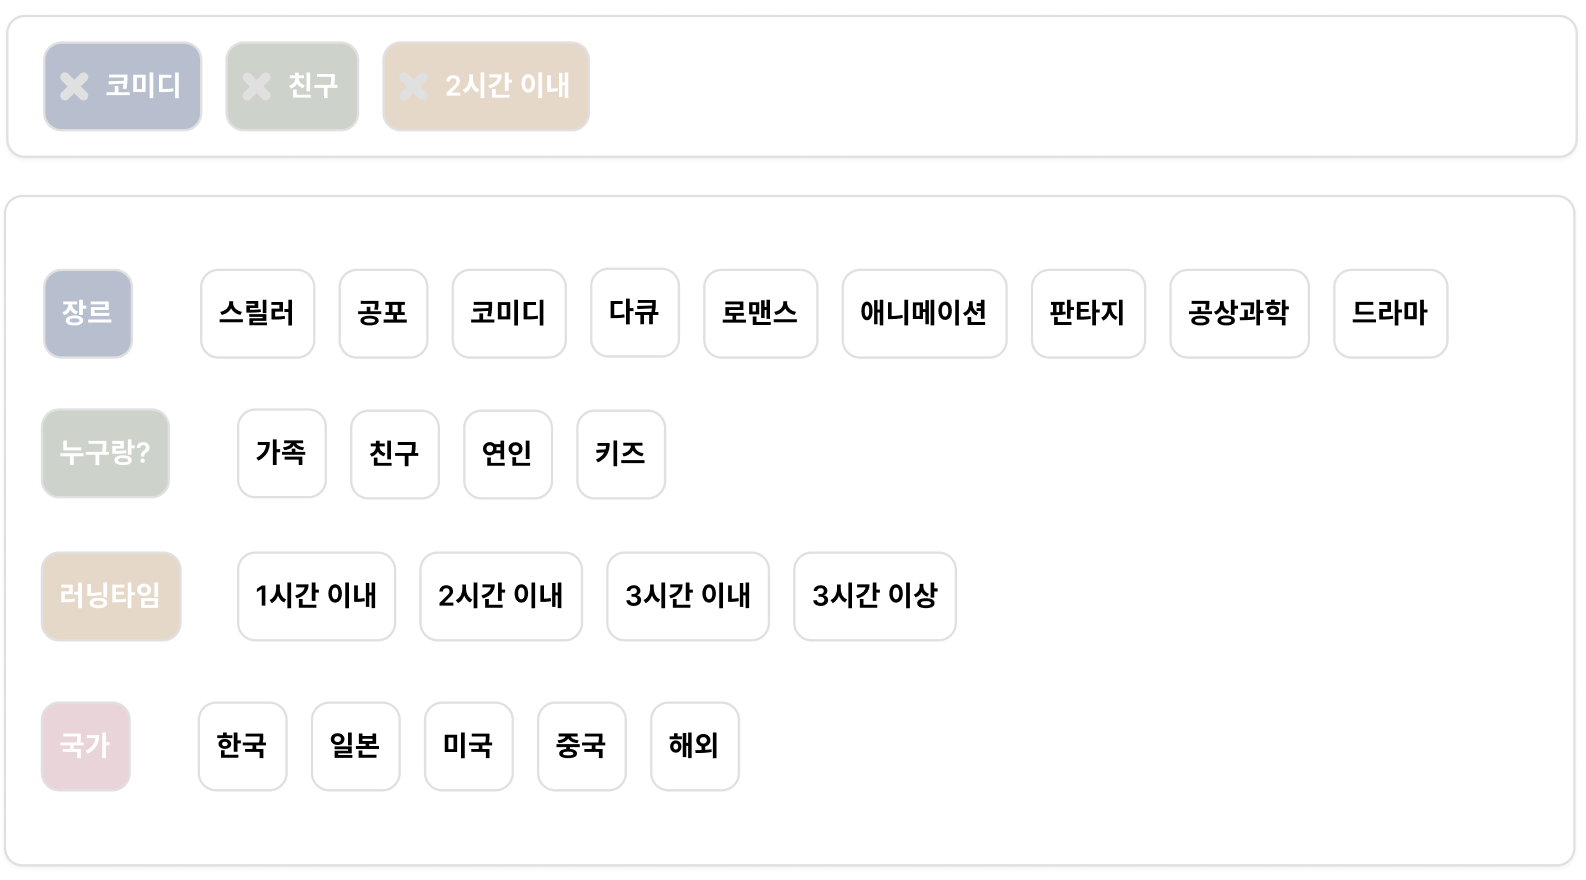 코미디 친구 2시간 이내
장르 스릴러 공포 코미디 다큐 로맨스 애니메이션 판타지 공상과학 드라마
누구랑? 가족 친구 연인 키즈
러닝타임 1시간 이내 2시간 이내 3시간 이내 3시간 이상
국가 한국 일본 미국 중국 해외